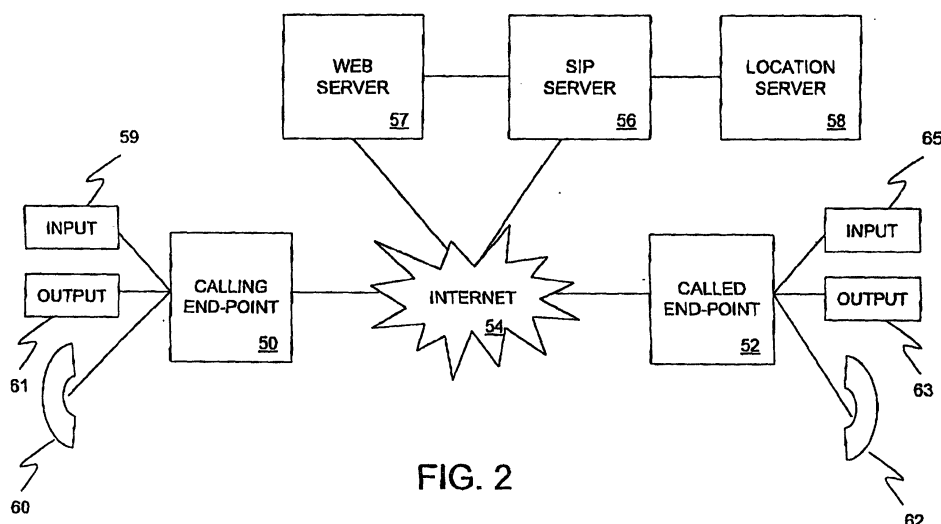 WEB
SERVER
57
SIP
SERVER
56
LOCATION
SERVER
58
59
INPUT
OUTPUT
61
60
CALLING
END-POINT
50
INTERNET
54
CALLED
END-POINT
52
65
INPUT
OUTPUT
63
62
FIG. 2